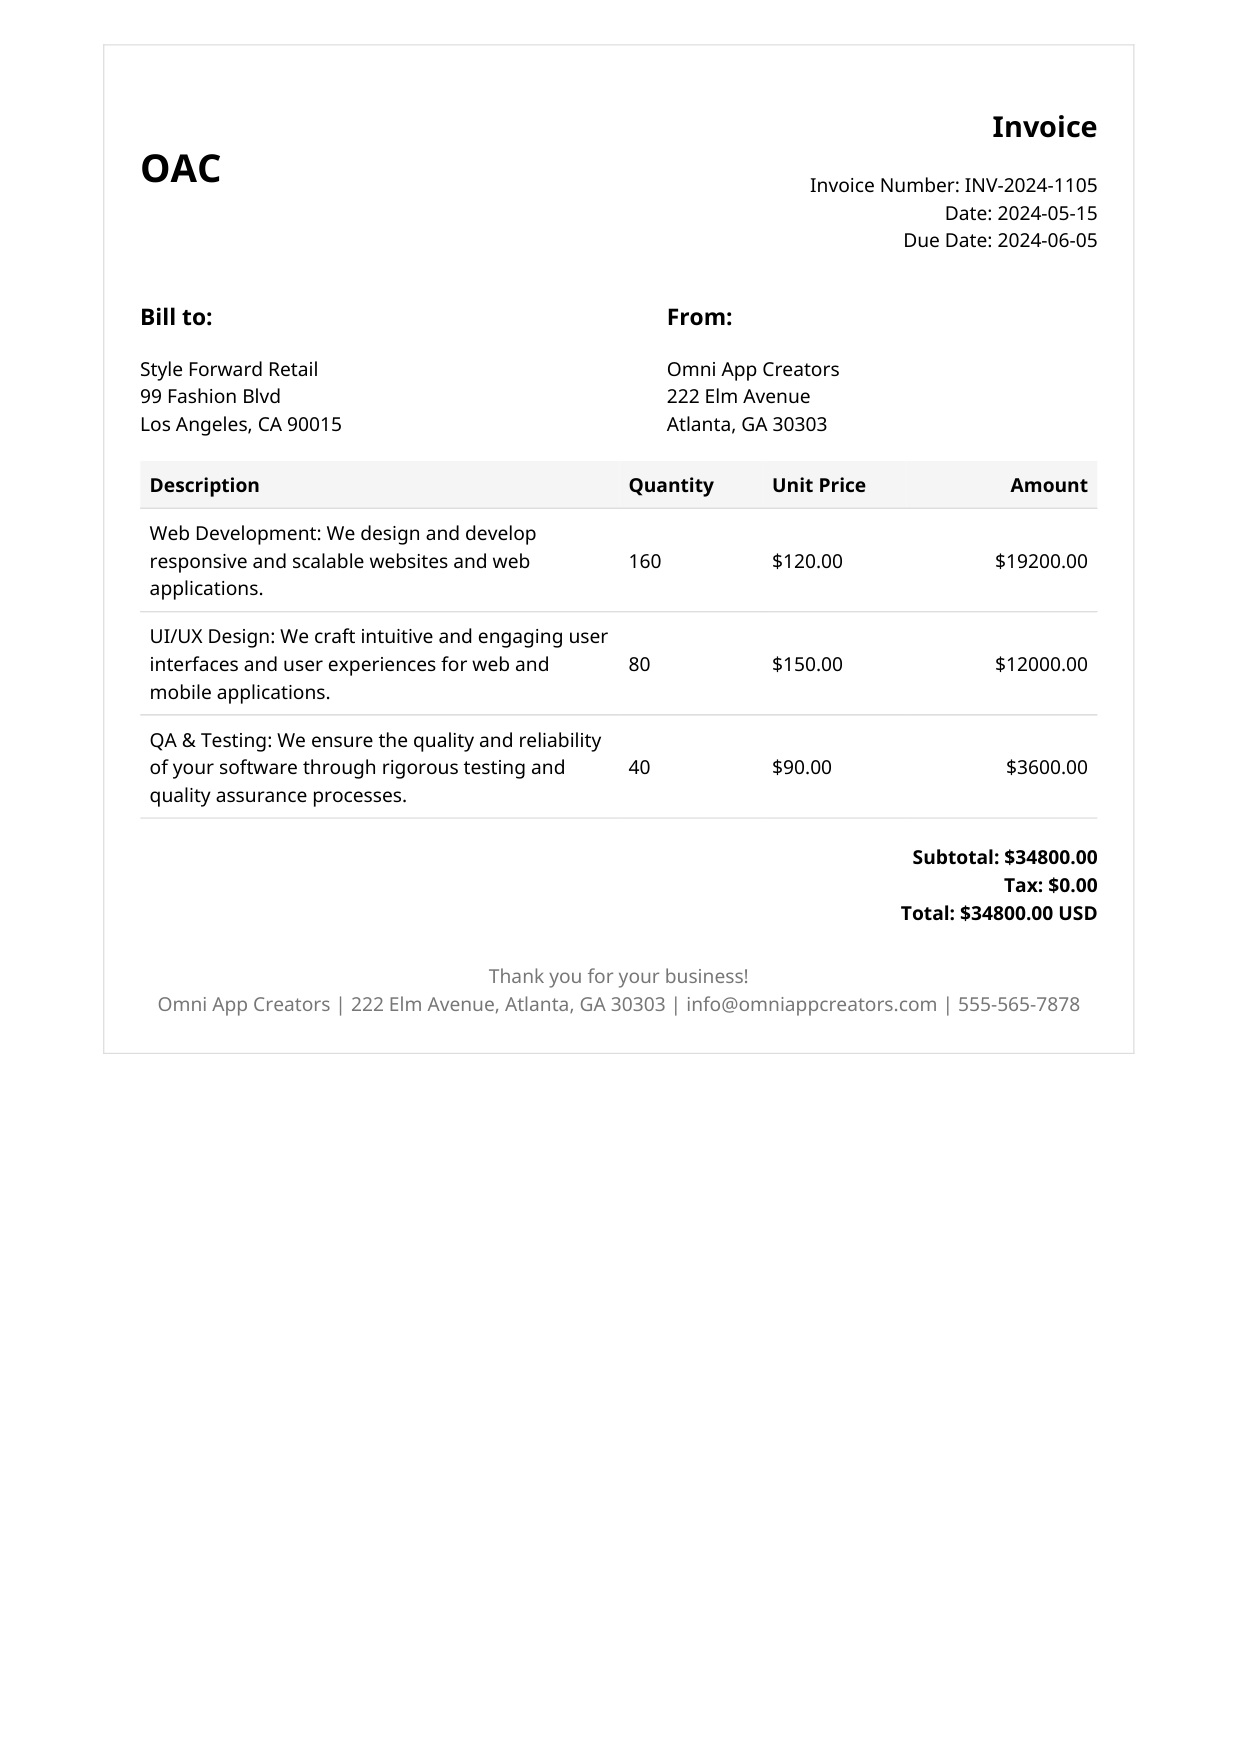 OAC
Invoice
Invoice Number: INV-2024-1105
Date: 2024-05-15
Due Date: 2024-06-05
Bill to:
Style Forward Retail
99 Fashion Blvd
Los Angeles, CA 90015
From:
Omni App Creators
222 Elm Avenue
Atlanta, GA 30303
Description Quantity Unit Price Amount
Web Development: We design and develop
responsive and scalable websites and web
applications.
160 $120.00 $19200.00
UI/UX Design: We craft intuitive and engaging user
interfaces and user experiences for web and
mobile applications.
80 $150.00 $12000.00
QA & Testing: We ensure the quality and reliability
of your software through rigorous testing and
quality assurance processes.
40 $90.00 $3600.00
Subtotal: $34800.00
Tax: $0.00
Total: $34800.00 USD
Thank you for your business!
Omni App Creators | 222 Elm Avenue, Atlanta, GA 30303 | info@omniappcreators.com | 555-565-7878